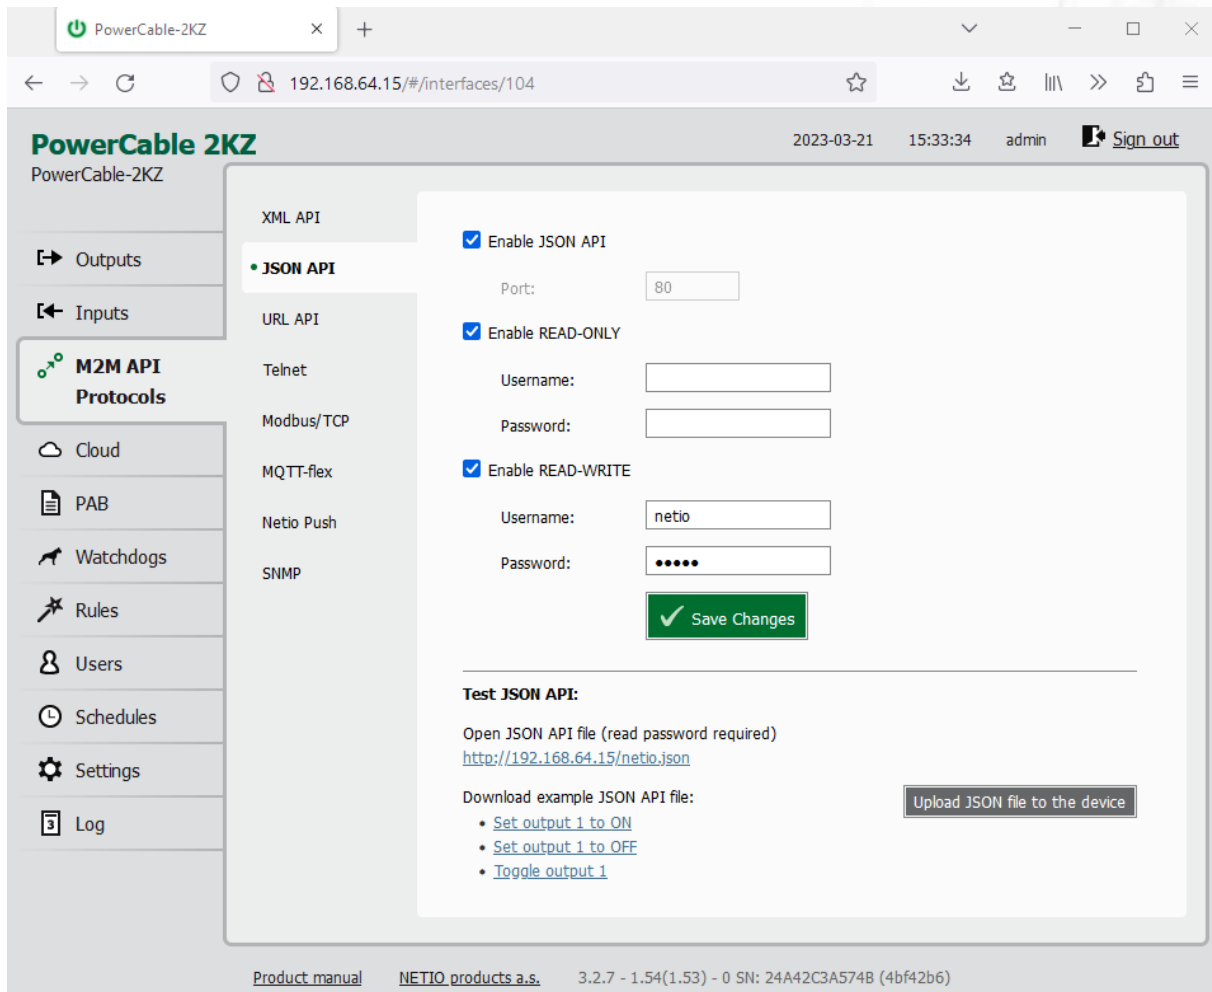 PowerCable-2KZ
192.168.64.15/#/interfaces/104
PowerCable 2KZ
2023-03-21 15:33:34 admin Sign out
PowerCable-2KZ
Outputs
Inputs
M2M API
Protocols
Cloud
PAB
Watchdogs
Rules
Users
Schedules
Settings
3 Log
XML API
JSON API
URL API
Telnet
Modbus/TCP
MQTT-flex
Netio Push
SNMP
Enable JSON API
Port: 80
Enable READ-ONLY
Username:
Password:
Enable READ-WRITE
Username: netio
Password: •••••
Save Changes
Test JSON API:
Open JSON API file (read password required)
http://192.168.64.15/netio.json
Download example JSON API file:
Upload JSON file to the device
• Set output 1 to ON
• Set output 1 to OFF
• Toggle output 1
Product manual NETIO products a.s. 3.2.7 - 1.54(1.53) - 0 SN: 24A42C3A574B (4bf42b6)